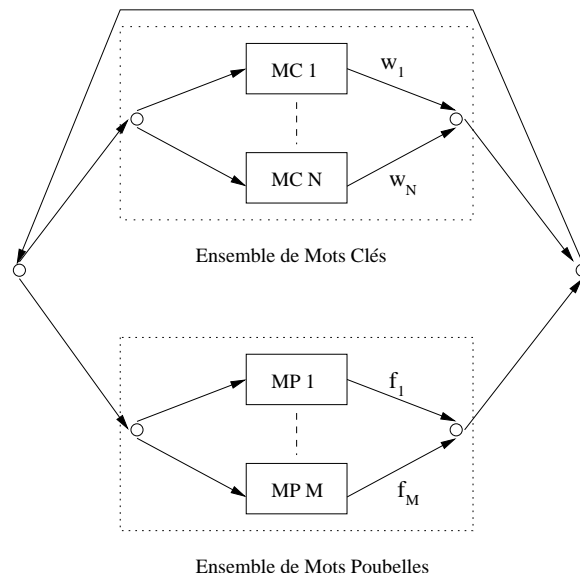 MC 1
w1
MC N
wN
Ensemble de Mots Clés
MP 1
f1
MP M
fM
Ensemble de Mots Poubelles